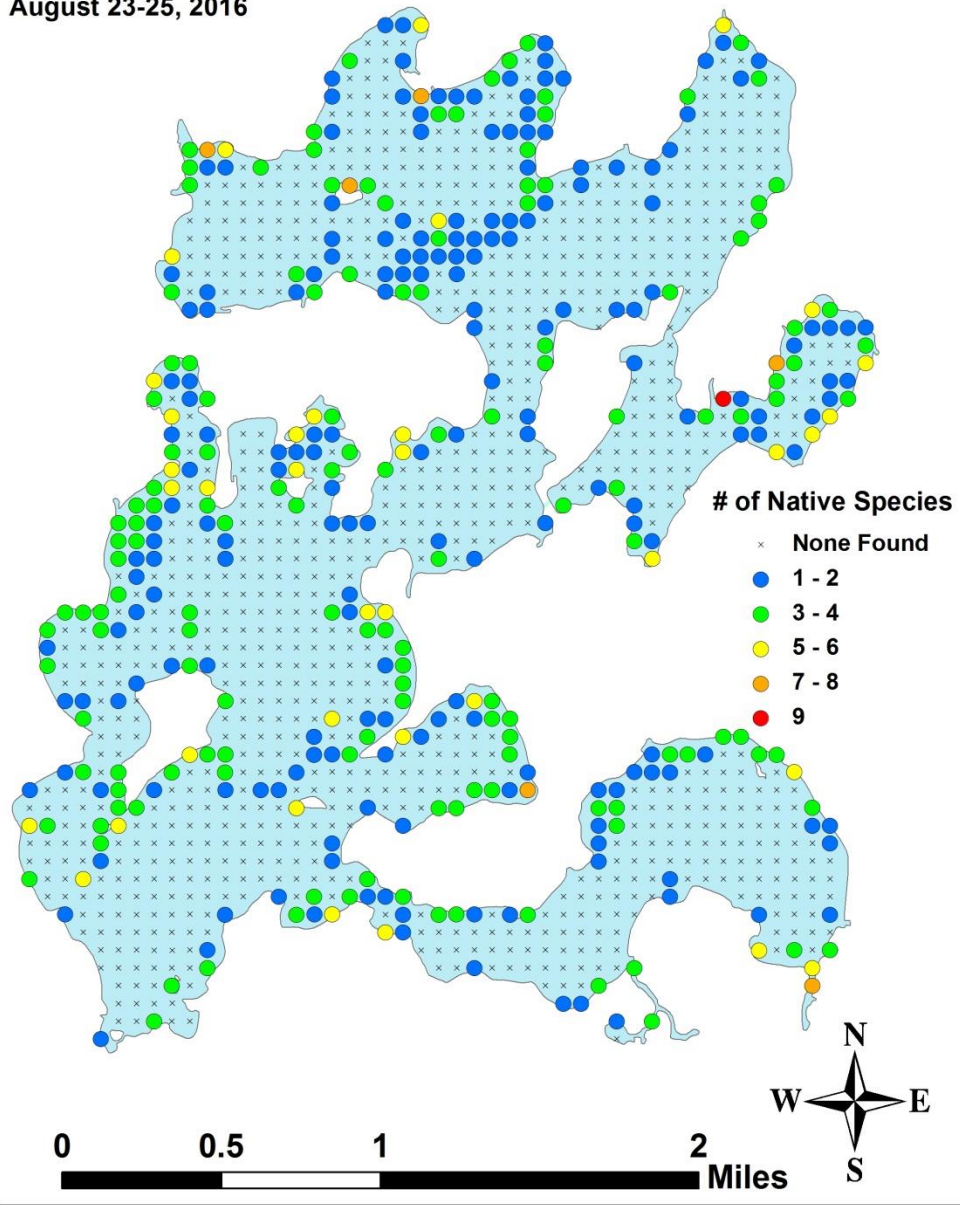 August 23-25, 2016
# of Native Species
× None Found
1 - 2
3 - 4
5 - 6
7 - 8
9
N
W E
S
0 0.5 1 2
Miles